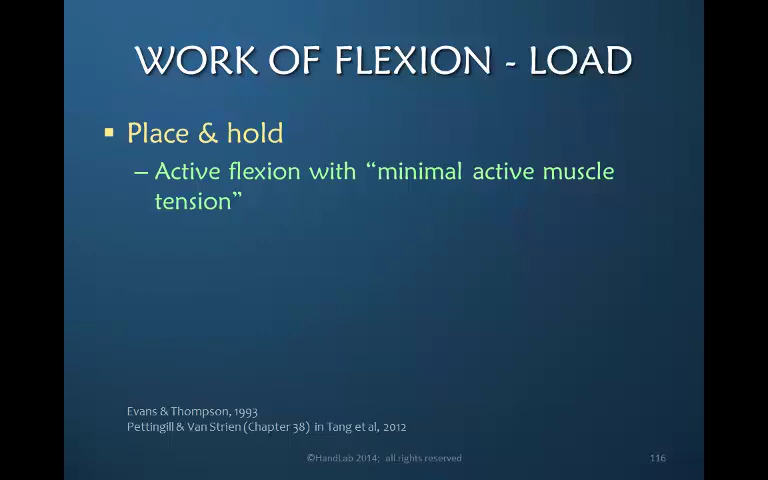 WORK OF FLEXION - LOAD
▪ Place & hold
– Active flexion with “minimal active muscle
tension”
Evans & Thompson, 1993
Pettingill & Van Strien (Chapter 38) in Tang et al, 2012
©HandLab 2014; all rights reserved
116